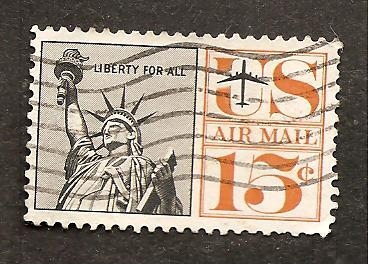 LIBERTY FOR ALL
US
AIR MAIL
15¢